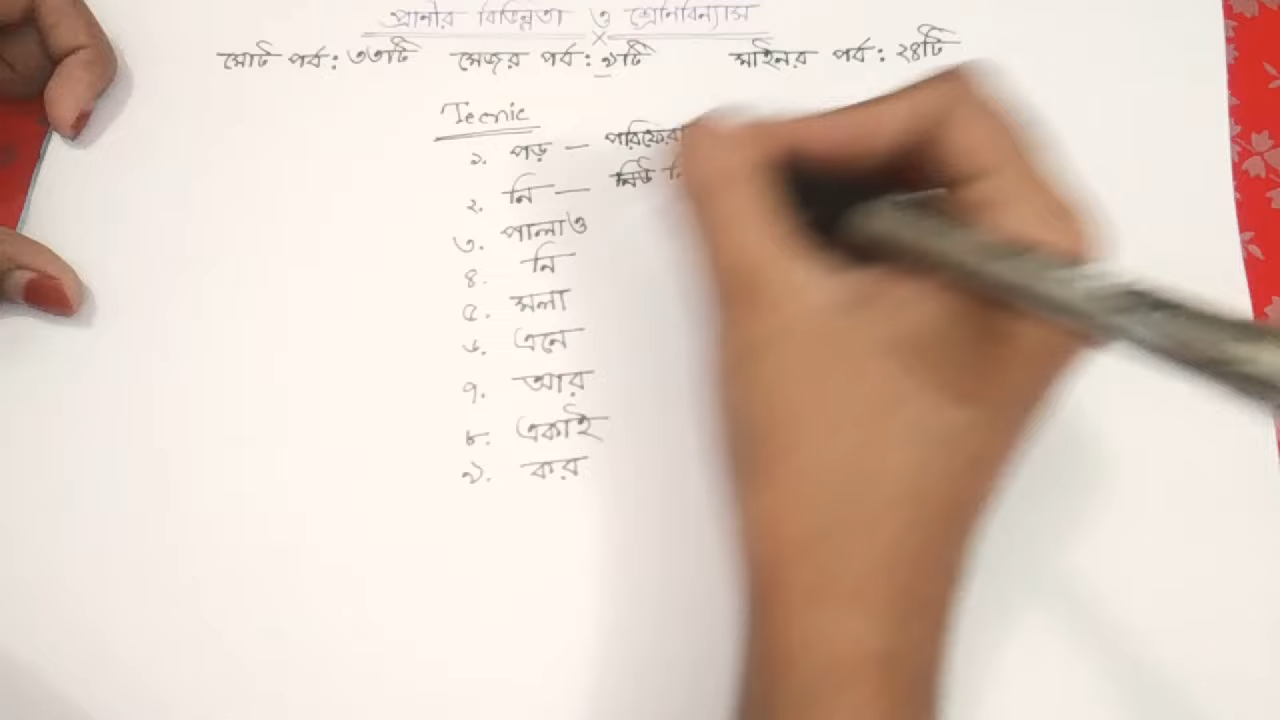 প্রাণীর বিভিন্নতা ও শ্রেণিবিন্যাস
মোট পর্ব: ৩৩টি মেজর পর্ব: ৯টি মাইনর পর্ব: ২৪টি
Tecnic
১. পড় — পরিফেরা
২. নি —
৩. পালাও
৪. নি
৫. মলা
৬. এনে
৭. আর
৮. একাই
৯. কর